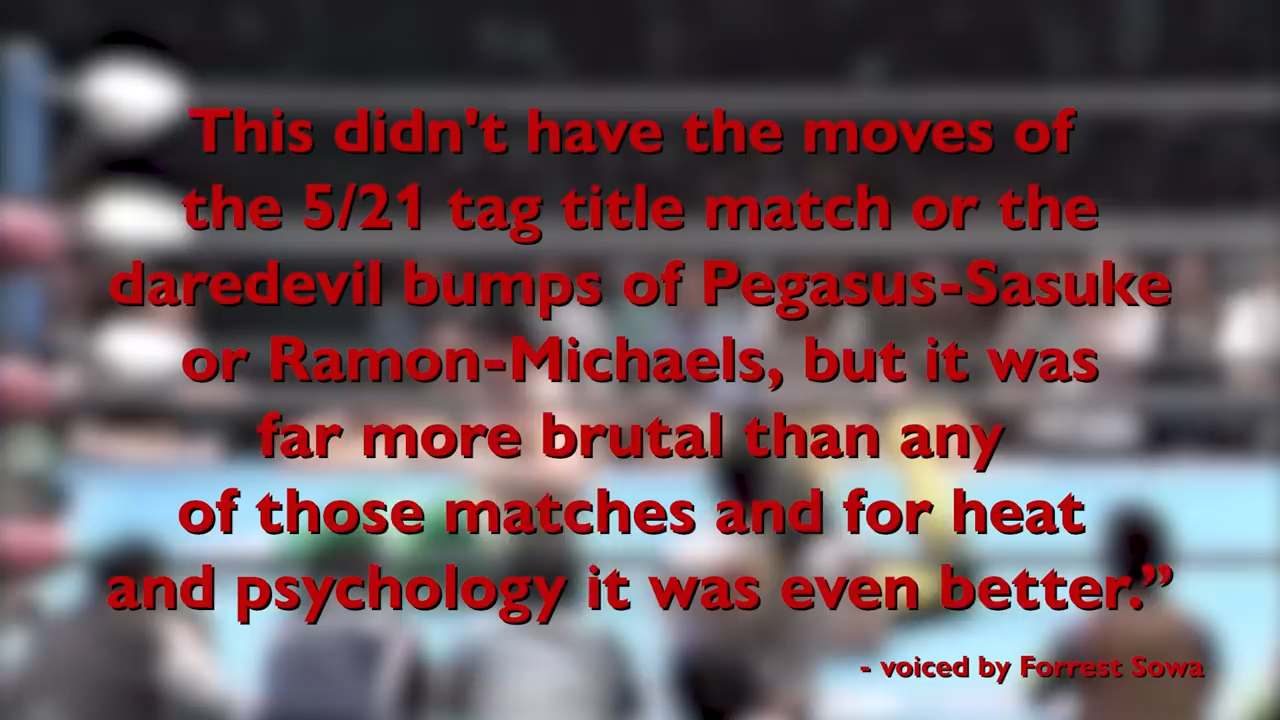 This didn't have the moves of
the 5/21 tag title match or the
daredevil bumps of Pegasus-Sasuke
or Ramon-Michaels, but it was
far more brutal than any
of those matches and for heat
and psychology it was even better.”
- voiced by Forrest Sowa